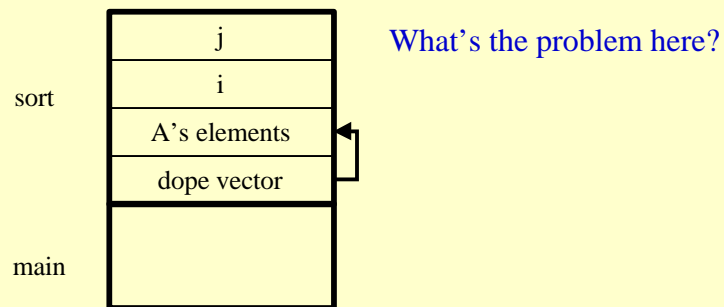 j
What's the problem here?
i
sort
A's elements
dope vector
main